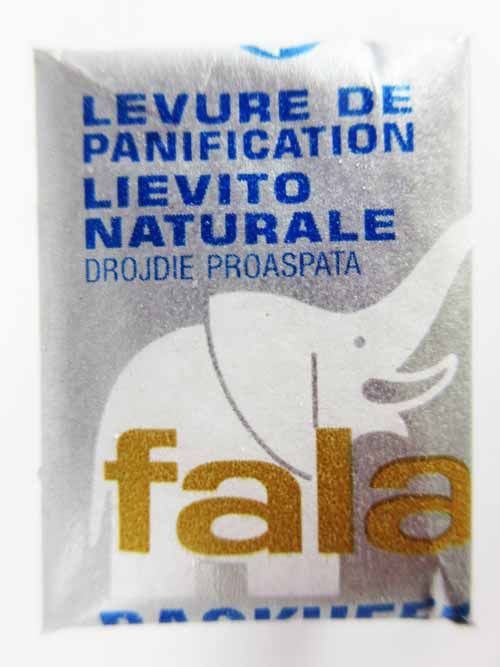 LEVURE DE
PANIFICATION
LIEVITO
NATURALE
DROJDIE PROASPATA
fala